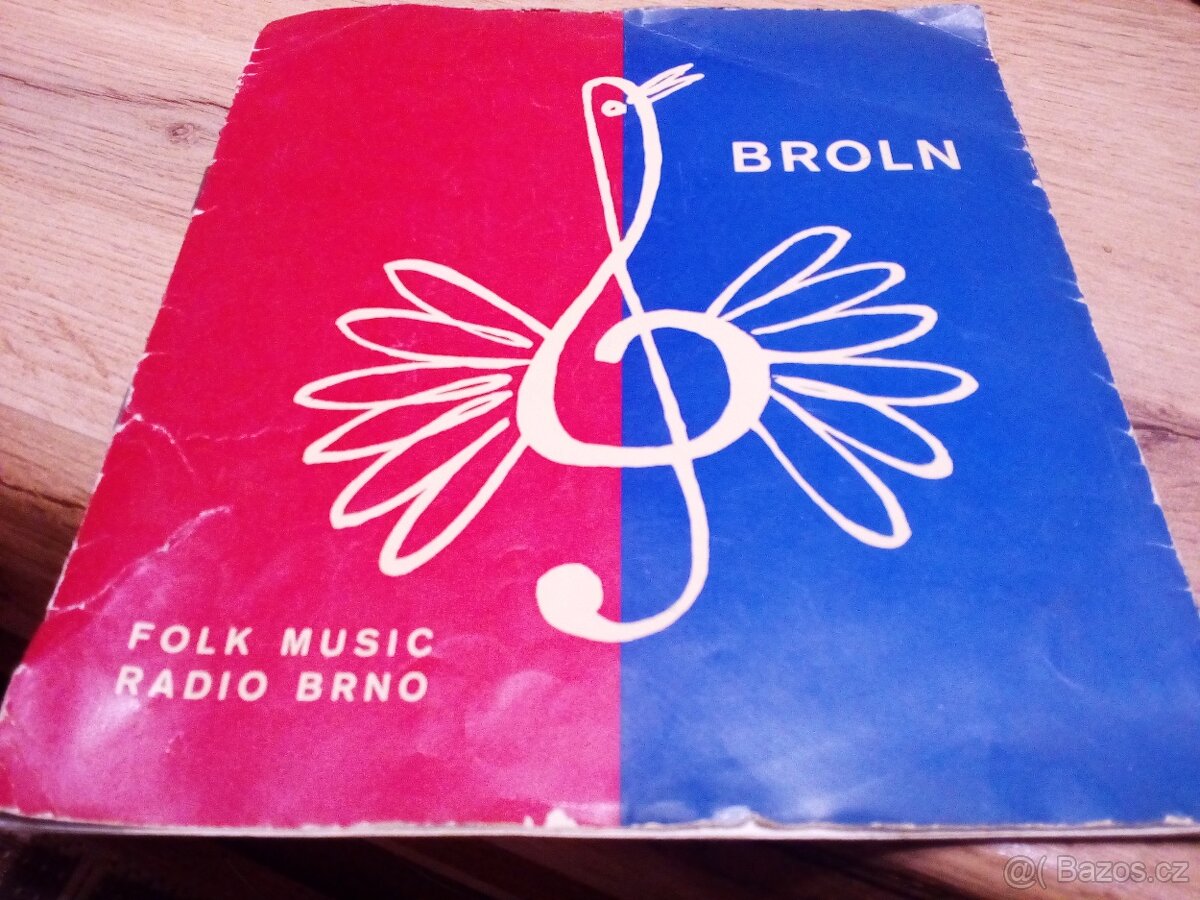 BROLN
FOLK MUSIC
RADIO BRNO
@( Bazos.cz